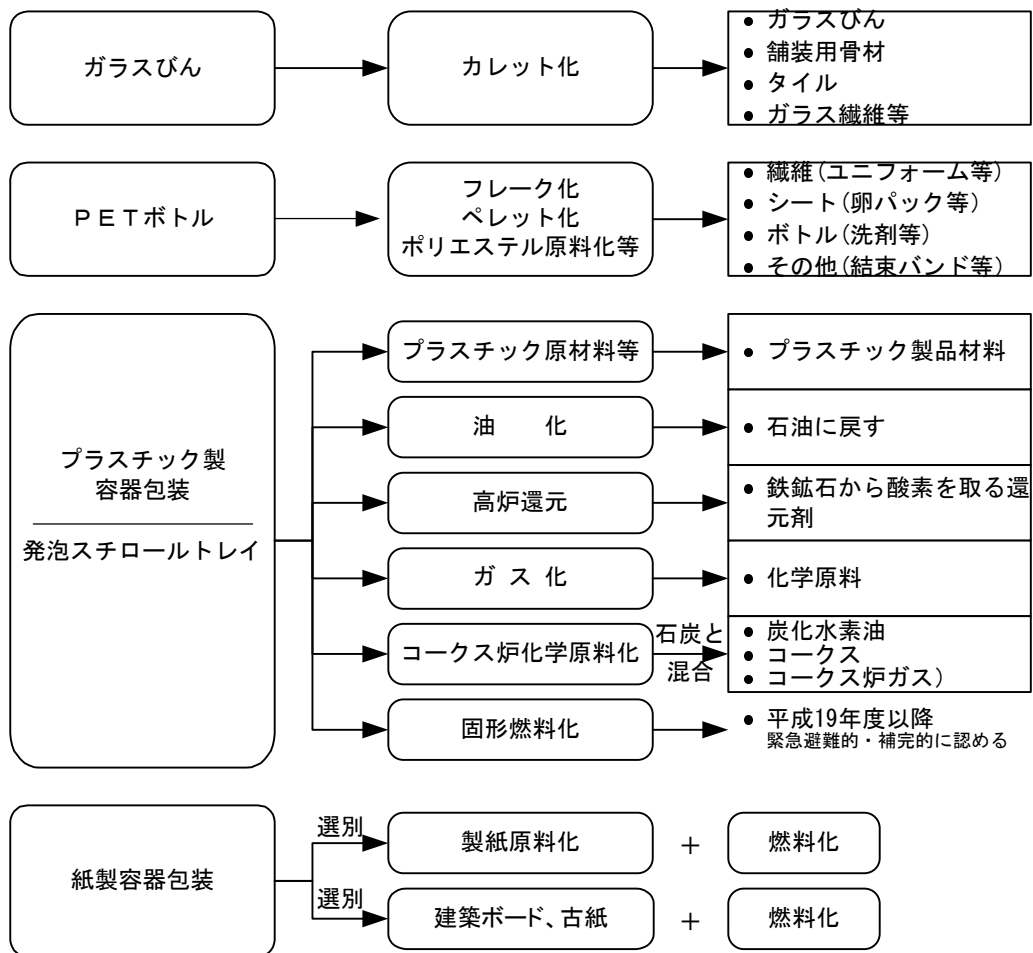 ガラスびん
カレット化
● ガラスびん
● 舗装用骨材
● タイル
● ガラス繊維等
ＰＥＴボトル
フレーク化
ペレット化
ポリエステル原料化等
● 繊維(ユニフォーム等)
● シート(卵パック等)
● ボトル(洗剤等)
● その他(結束バンド等)
プラスチック製
容器包装
発泡スチロールトレイ
プラスチック原材料等
● プラスチック製品材料
油　化
● 石油に戻す
高炉還元
● 鉄鉱石から酸素を取る還
元剤
ガ ス 化
● 化学原料
コークス炉化学原料化
石炭と
混合
● 炭化水素油
● コークス
● コークス炉ガス)
固形燃料化
● 平成19年度以降
緊急避難的・補完的に認める
紙製容器包装
選別
製紙原料化
＋
燃料化
選別
建築ボード、古紙
＋
燃料化